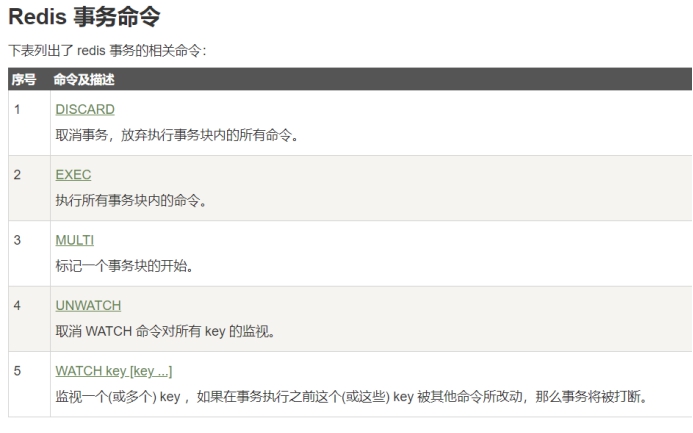 Redis 事务命令
下表列出了 redis 事务的相关命令：
序号 命令及描述
1 DISCARD
取消事务，放弃执行事务块内的所有命令。
2 EXEC
执行所有事务块内的命令。
3 MULTI
标记一个事务块的开始。
4 UNWATCH
取消 WATCH 命令对所有 key 的监视。
5 WATCH key [key ...]
监视一个(或多个) key ，如果在事务执行之前这个(或这些) key 被其他命令所改动，那么事务将被打断。